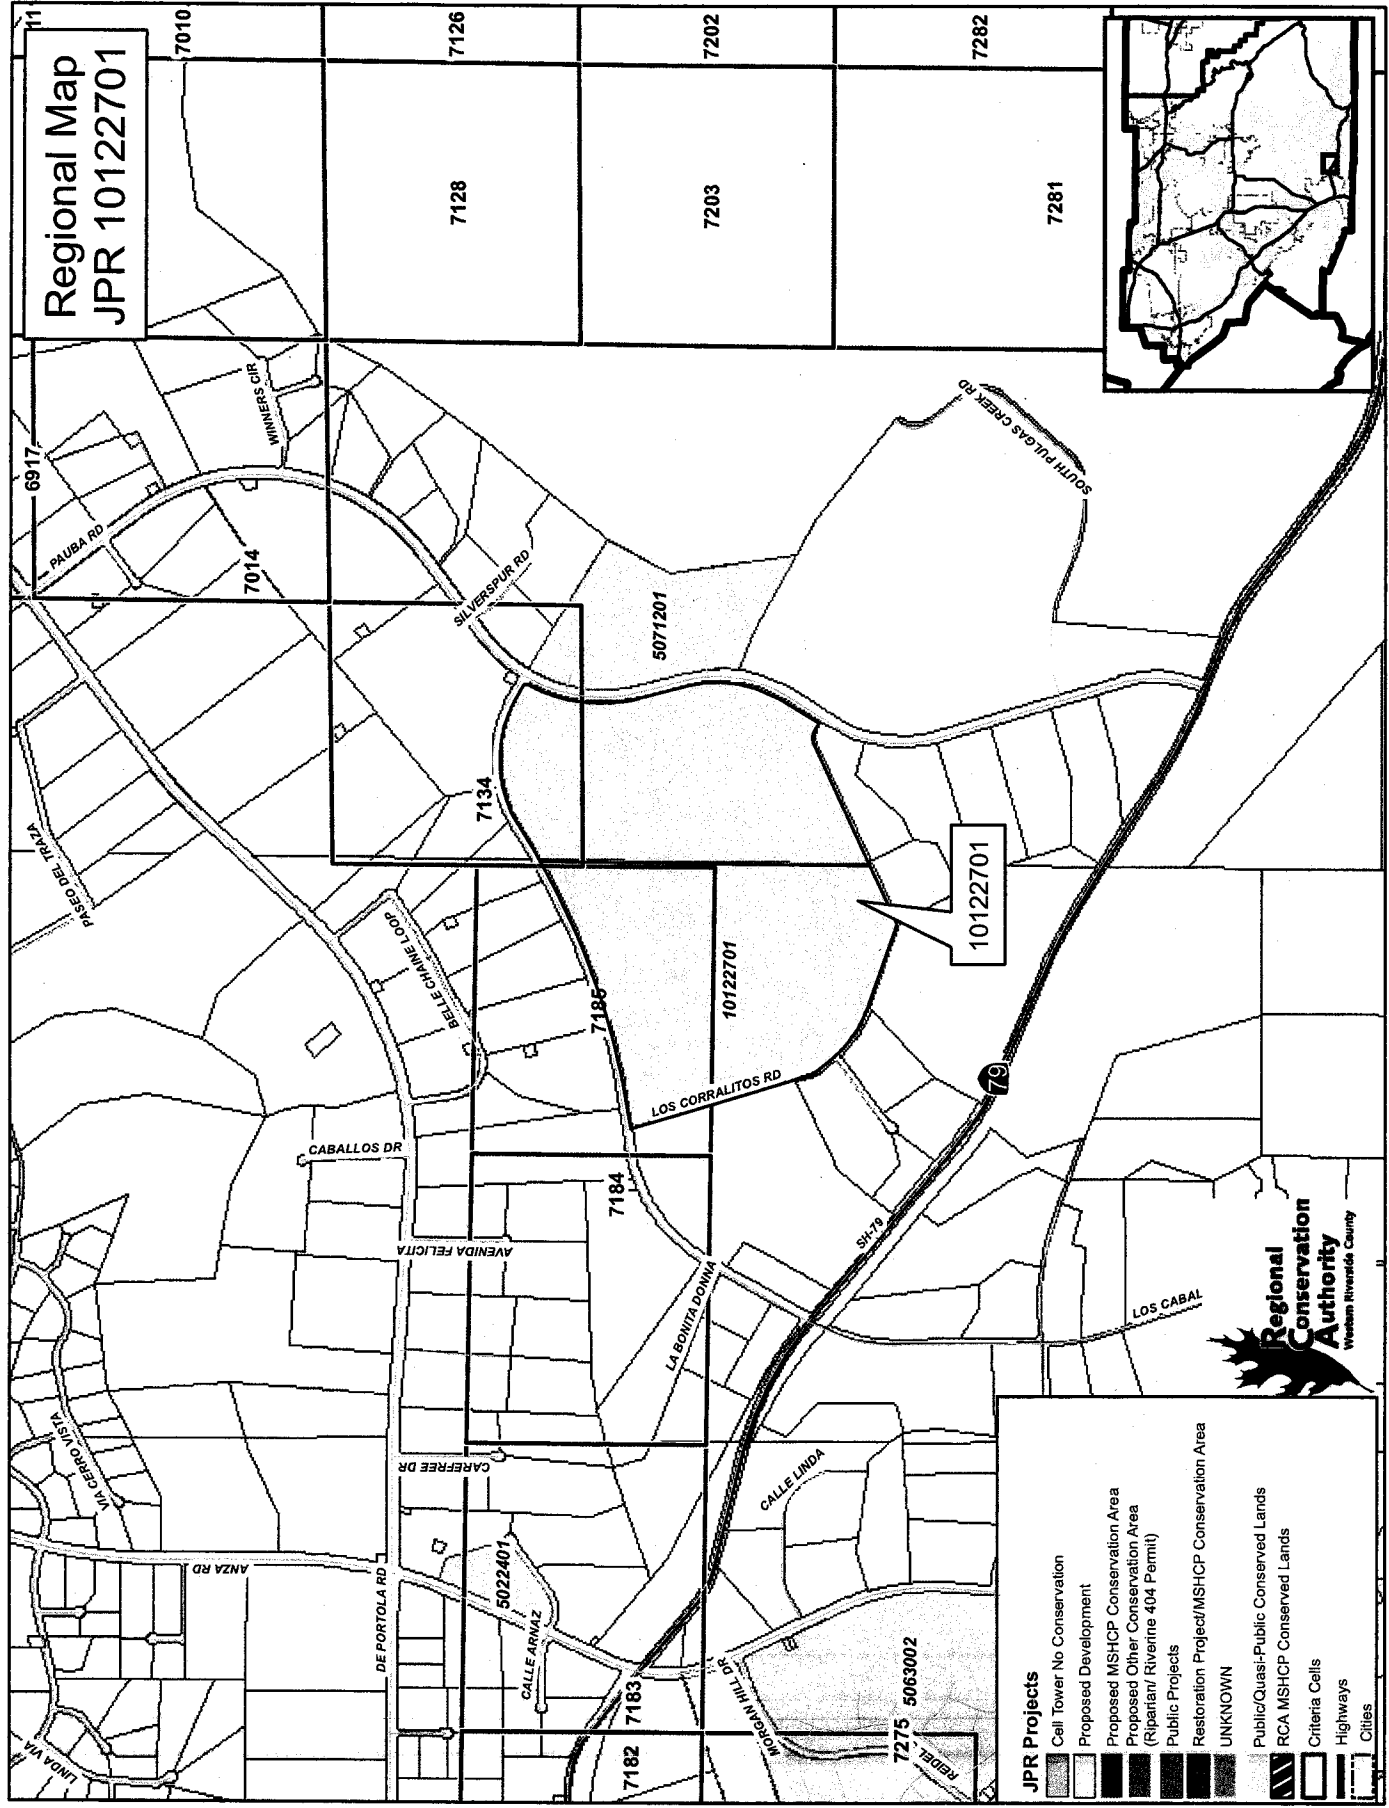 Regional Map
JPR 10122701
11
7010
7126
7202
7282
7128
7203
7281
6917
PAUBA RD
WINNERS CIR
7014
SILVERSPUR RD
5071201
SOUTH PULGAS CREEK RD
PASEO DEL TRAZA
7134
BELLE CHAINE LOOP
7185
10122701
10122701
LOS CORRALITOS RD
79
CABALLOS DR
7184
AVENIDA FELICITA
LA BONITA DONNA
SH-79
LOS CABAL
VIA CERRO VISTA
CAREFREE DR
CALLE LINDA
ANZA RD
DE PORTOLA RD
5022401
CALLE ARNAZ
LINDA VIA
7182
7183
MORGAN HILL DR
5063002
7275
REIDEL
Regional
Conservation
Authority
Western Riverside County
JPR Projects
Cell Tower No Conservation
Proposed Development
Proposed MSHCP Conservation Area
Proposed Other Conservation Area
(Riparian/ Riverine 404 Permit)
Public Projects
Restoration Project/MSHCP Conservation Area
UNKNOWN
Public/Quasi-Public Conserved Lands
RCA MSHCP Conserved Lands
Criteria Cells
Highways
Cities